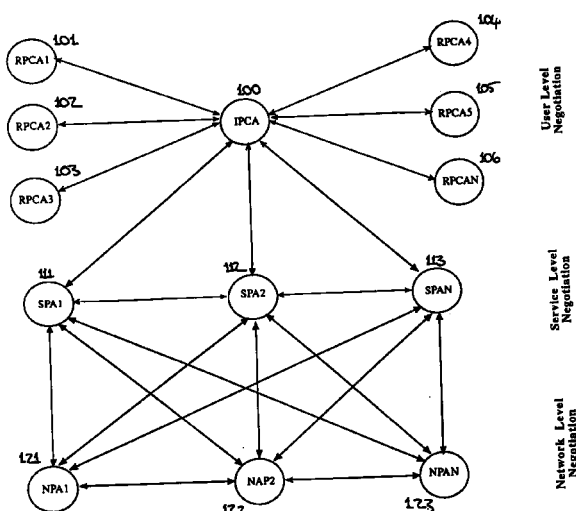 101
RPCA1
102
RPCA2
103
RPCA3
100
IPCA
104
RPCA4
105
RPCA5
106
RPCAN
User Level
Negotiation
111
SPA1
112
SPA2
113
SPAN
Service Level
Negotiation
121
NPA1
NAP2
122
NPAN
123
Network Level
Negotiation